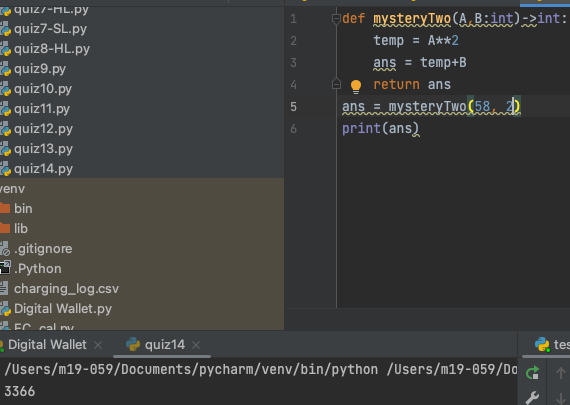 quiz7-HL.py
quiz7-SL.py
quiz8-HL.py
quiz9.py
quiz10.py
quiz11.py
quiz12.py
quiz13.py
quiz14.py
venv
bin
lib
.gitignore
.Python
charging_log.csv
Digital Wallet.py
EC_cal.py
1 def mysteryTwo(A,B:int)->int:
2 temp = A**2
3 ans = temp+B
4 return ans
5 ans = mysteryTwo(58, 2)
6 print(ans)
Digital Wallet × quiz14 × tes
/Users/m19-059/Documents/pycharm/venv/bin/python /Users/m19-059/Do
3366